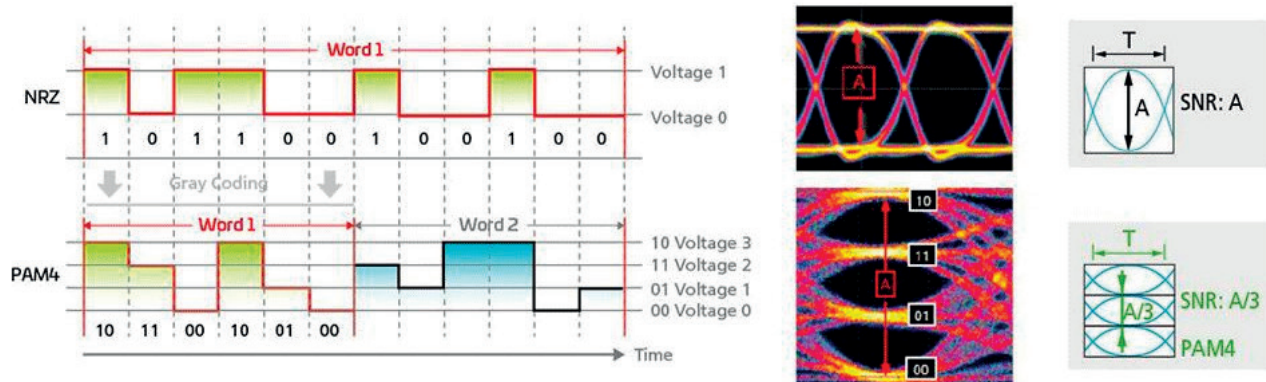 Word 1
NRZ
Voltage 1
Voltage 0
1 0 1 1 0 0 1 0 0 1 0 0
Gray Coding
Word 1
Word 2
PAM4
10 Voltage 3
11 Voltage 2
01 Voltage 1
00 Voltage 0
10 11 00 10 01 00
Time
A
10
11
A
01
00
T
A
SNR: A
T
SNR: A/3
A/3
PAM4